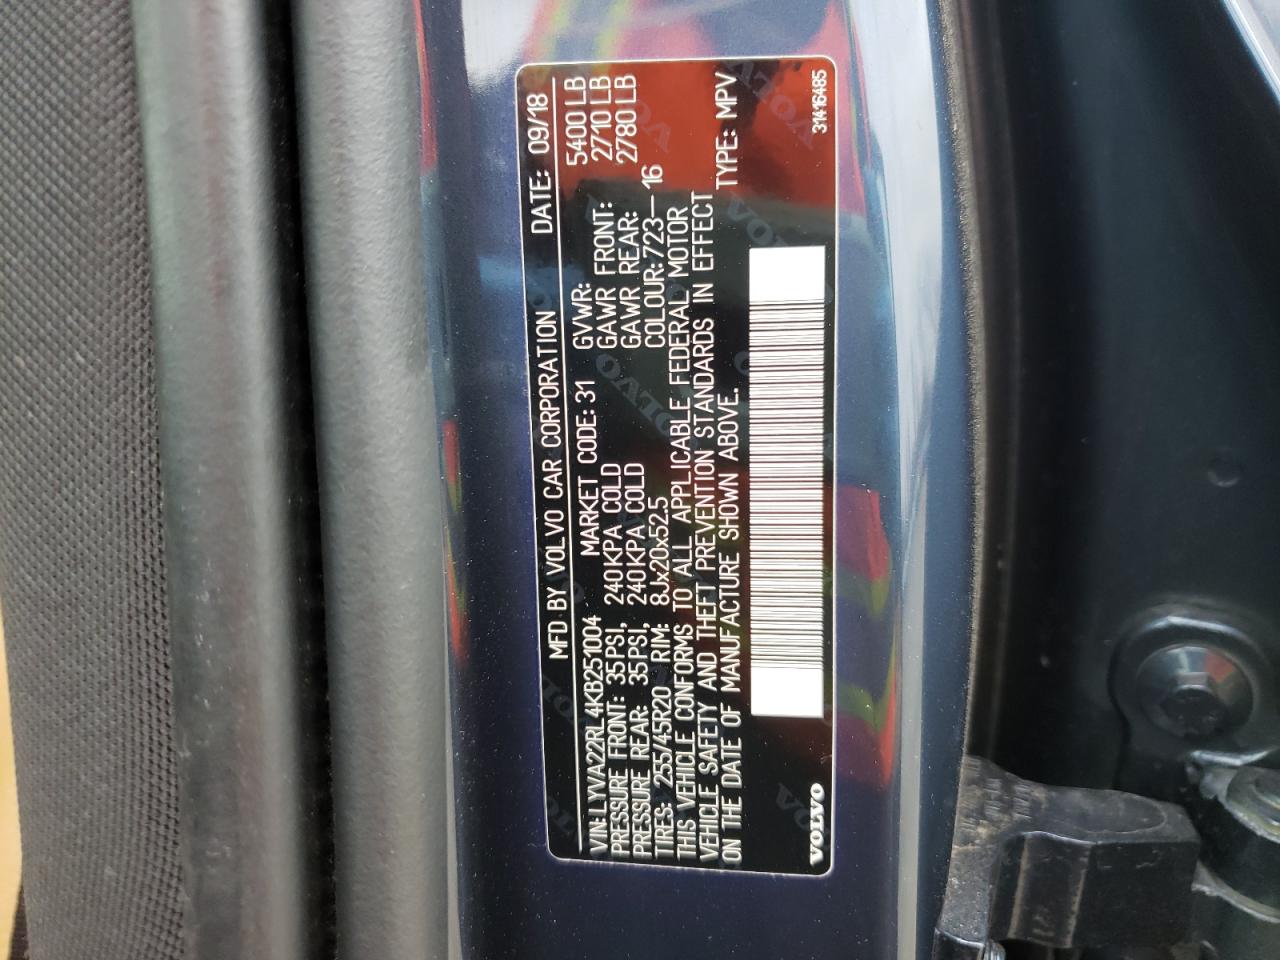 MFD BY VOLVO CAR CORPORATION DATE: 09/18
VIN: LYVA22RL4KB251004 MARKET CODE: 31 GVWR: 5400 LB
PRESSURE FRONT: 35PSI, 240KPA COLD GAWR FRONT: 2710 LB
PRESSURE REAR: 35PSI, 240KPA COLD GAWR REAR: 2780 LB
TIRES: 255/45R20 RIM: 8Jx20x52.5 COLOUR: 723—16
THIS VEHICLE CONFORMS TO ALL APPLICABLE FEDERAL MOTOR
VEHICLE SAFETY AND THEFT PREVENTION STANDARDS IN EFFECT
ON THE DATE OF MANUFACTURE SHOWN ABOVE. TYPE: MPV
VOLVO 31416485